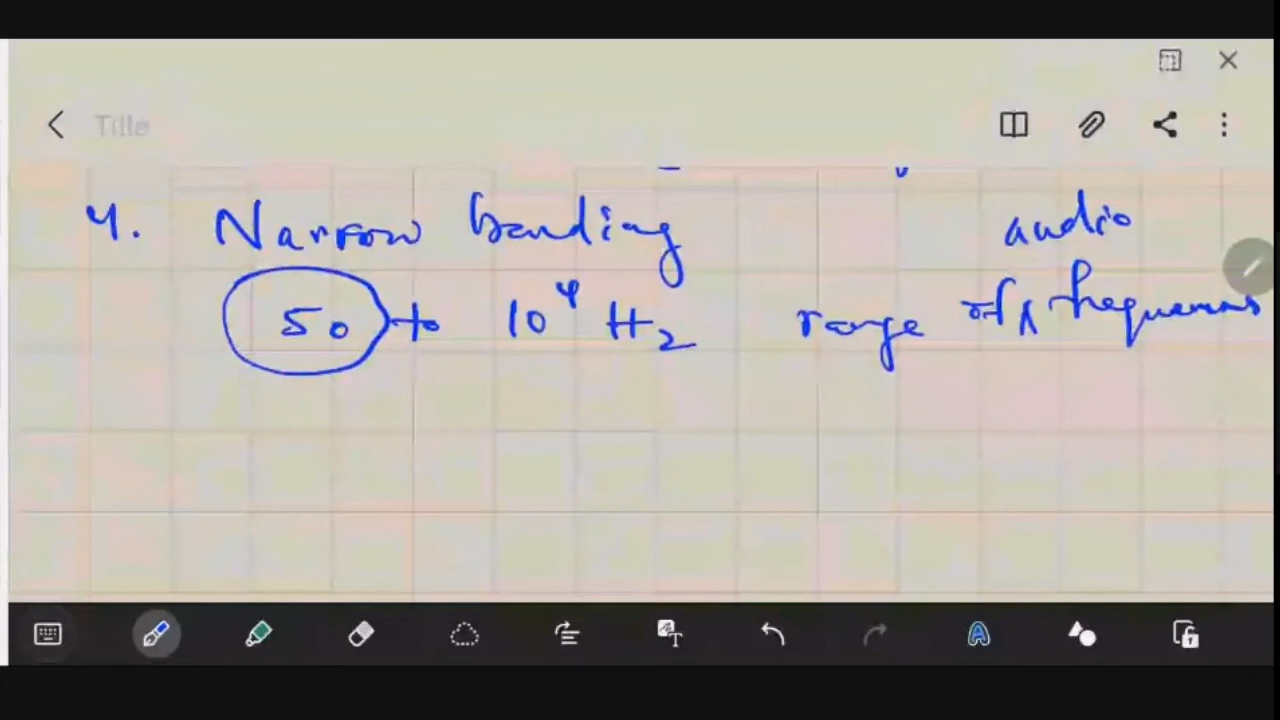 Title
4. Narrow banding
audio
50 to 10⁴ Hz range of ʌ frequencies